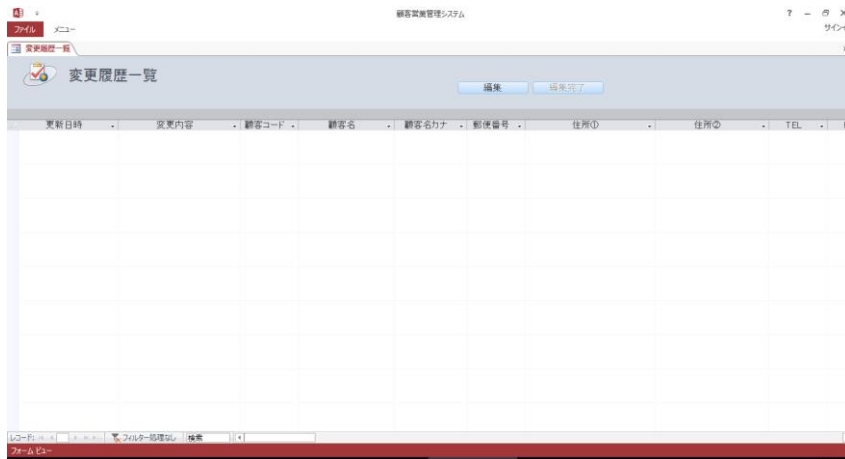 顧客営業管理システム
? － ×
ファイル メニュー
サインイ
変更履歴一覧
変更履歴一覧
編集 編集完了
更新日時 変更内容 顧客コード 顧客名 顧客名カナ 郵便番号 住所① 住所② TEL
レコード: フィルター処理なし 検索
フォーム ビュー